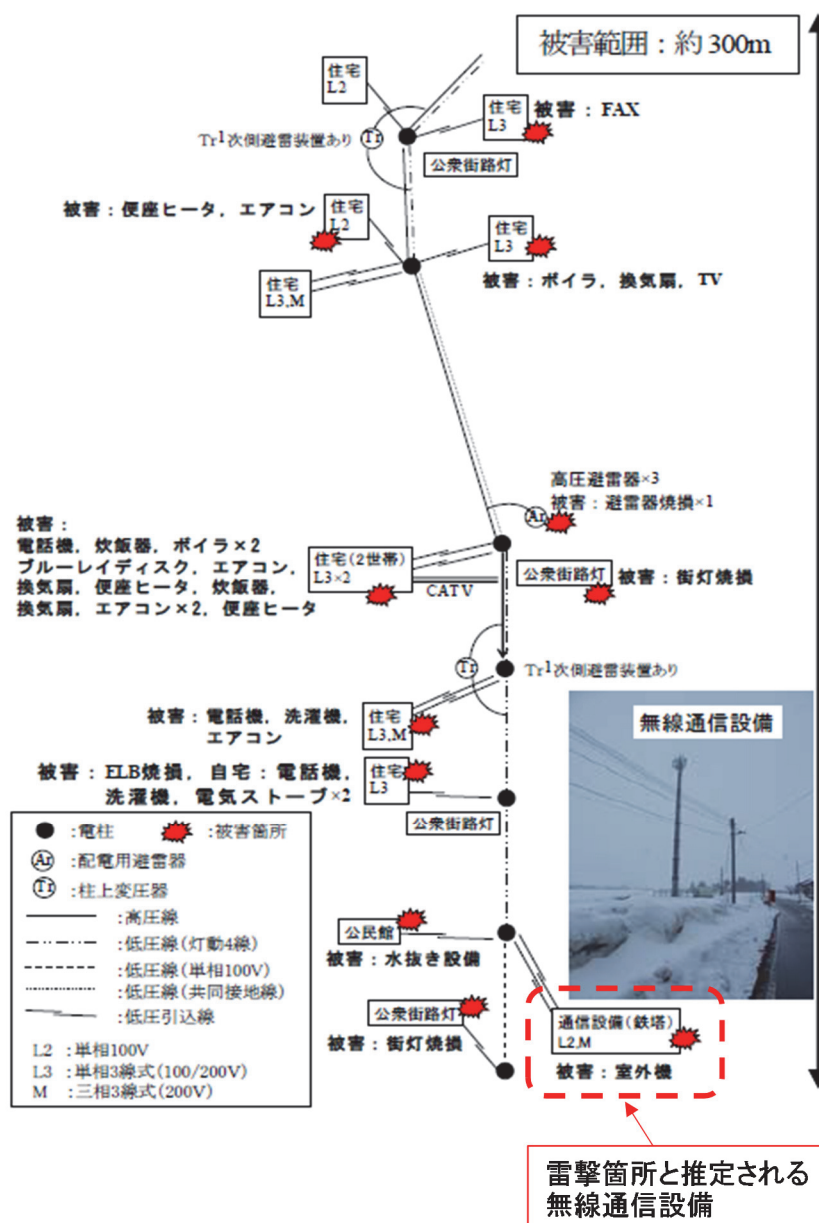 被害範囲：約300m
住宅
L2
住宅
L3
被害：FAX
Tr1次側避雷装置あり
Tr
公衆街路灯
被害：便座ヒータ，エアコン
住宅
L2
住宅
L3
被害：ボイラ，換気扇，TV
住宅
L3,M
高圧避雷器×3
被害：避雷器焼損×1
Ar
被害：
電話機，炊飯器，ボイラ×2
ブルーレイディスク，エアコン，
換気扇，便座ヒータ，炊飯器，
換気扇，エアコン×2，便座ヒータ
住宅(2世帯)
L3×2
CATV
公衆街路灯
被害：街灯焼損
Tr
Tr1次側避雷装置あり
被害：電話機，洗濯機，
エアコン
住宅
L3,M
無線通信設備
被害：ELB焼損，自宅：電話機，
洗濯機，電気ストーブ×2
住宅
L3
公衆街路灯
:電柱
:被害箇所
Ar
:配電用避雷器
Tr
:柱上変圧器
:高圧線
:低圧線(灯動4線)
:低圧線(単相100V)
:低圧線(共同接地線)
:低圧引込線
L2 :単相100V
L3 :単相3線式(100/200V)
M :三相3線式(200V)
公民館
被害：水抜き設備
公衆街路灯
被害：街灯焼損
通信設備(鉄塔)
L2,M
被害：室外機
雷撃箇所と推定される
無線通信設備